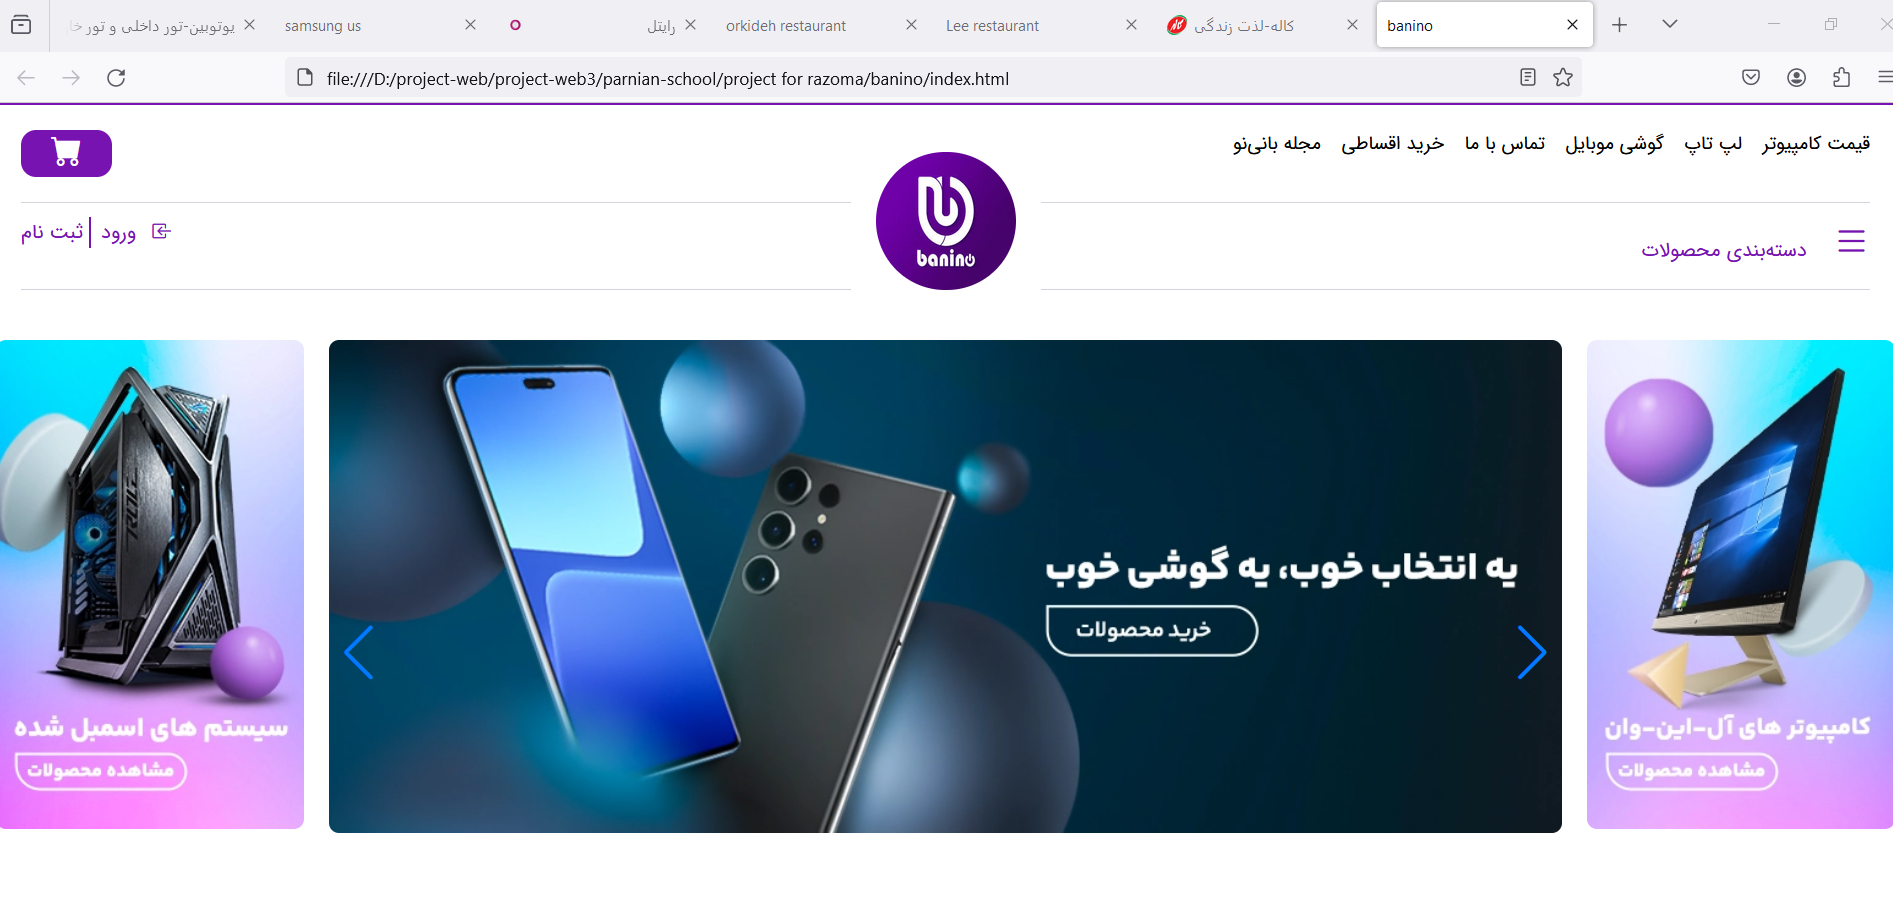 یوتوبین-تور داخلی و تور خا
samsung us
رایتل
orkideh restaurant
Lee restaurant
کاله-لذت زندگی
banino
file:///D:/project-web/project-web3/parnian-school/project for razoma/banino/index.html
قیمت کامپیوتر لپ تاپ گوشی موبایل تماس با ما خرید اقساطی مجله بانی‌نو
banino
دسته‌بندی محصولات
ورود | ثبت نام
کامپیوتر های آل-این-وان
مشاهده محصولات
یه انتخاب خوب، یه گوشی خوب
خرید محصولات
سیستم های اسمبل شده
مشاهده محصولات